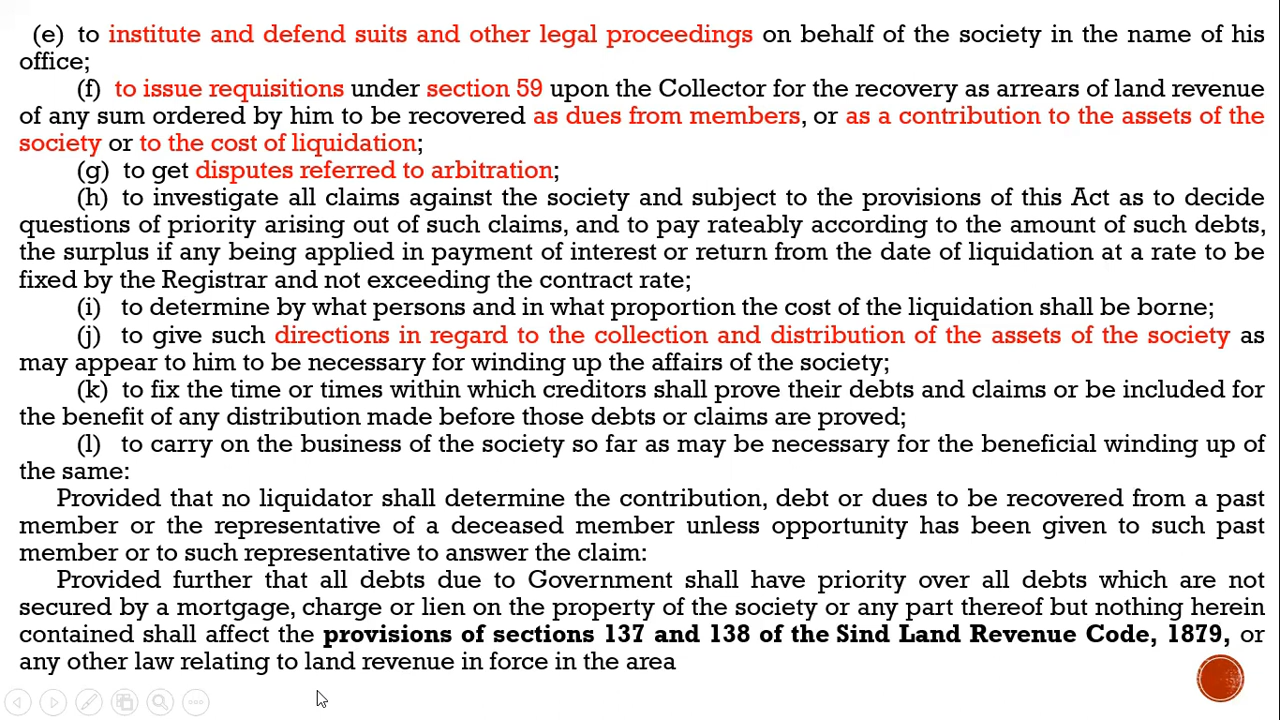 (e) to institute and defend suits and other legal proceedings on behalf of the society in the name of his
office;
(f) to issue requisitions under section 59 upon the Collector for the recovery as arrears of land revenue
of any sum ordered by him to be recovered as dues from members, or as a contribution to the assets of the
society or to the cost of liquidation;
(g) to get disputes referred to arbitration;
(h) to investigate all claims against the society and subject to the provisions of this Act as to decide
questions of priority arising out of such claims, and to pay rateably according to the amount of such debts,
the surplus if any being applied in payment of interest or return from the date of liquidation at a rate to be
fixed by the Registrar and not exceeding the contract rate;
(i) to determine by what persons and in what proportion the cost of the liquidation shall be borne;
(j) to give such directions in regard to the collection and distribution of the assets of the society as
may appear to him to be necessary for winding up the affairs of the society;
(k) to fix the time or times within which creditors shall prove their debts and claims or be included for
the benefit of any distribution made before those debts or claims are proved;
(l) to carry on the business of the society so far as may be necessary for the beneficial winding up of
the same:
Provided that no liquidator shall determine the contribution, debt or dues to be recovered from a past
member or the representative of a deceased member unless opportunity has been given to such past
member or to such representative to answer the claim:
Provided further that all debts due to Government shall have priority over all debts which are not
secured by a mortgage, charge or lien on the property of the society or any part thereof but nothing herein
contained shall affect the provisions of sections 137 and 138 of the Sind Land Revenue Code, 1879, or
any other law relating to land revenue in force in the area